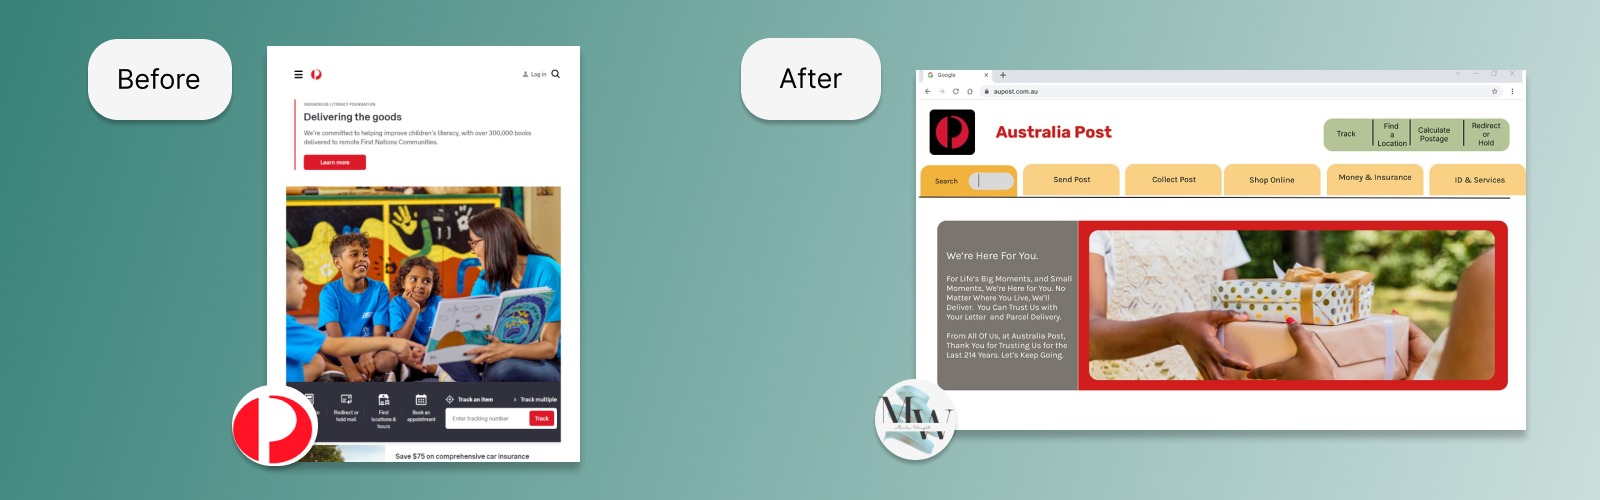 Before
Log in
INDIGENOUS LITERACY FOUNDATION
Delivering the goods
We're committed to helping improve children's literacy, with over 300,000 books
delivered to remote First Nations Communities.
Learn more
Redirect or
hold mail
Find
locations &
hours
Book an
appointment
Track an item
Track multiple
Enter tracking number
Track
Save $75 on comprehensive car insurance
After
Google
aupost.com.au
Australia Post
Track
Find
a
Location
Calculate
Postage
Redirect
or
Hold
Search
Send Post
Collect Post
Shop Online
Money & Insurance
ID & Services
We're Here For You.
For Life's Big Moments, and Small
Moments, We're Here for You. No
Matter Where You Live, We'll
Deliver. You Can Trust Us with
Your Letter and Parcel Delivery.
From All Of Us, at Australia Post,
Thank You for Trusting Us for the
Last 214 Years. Let's Keep Going.
MW